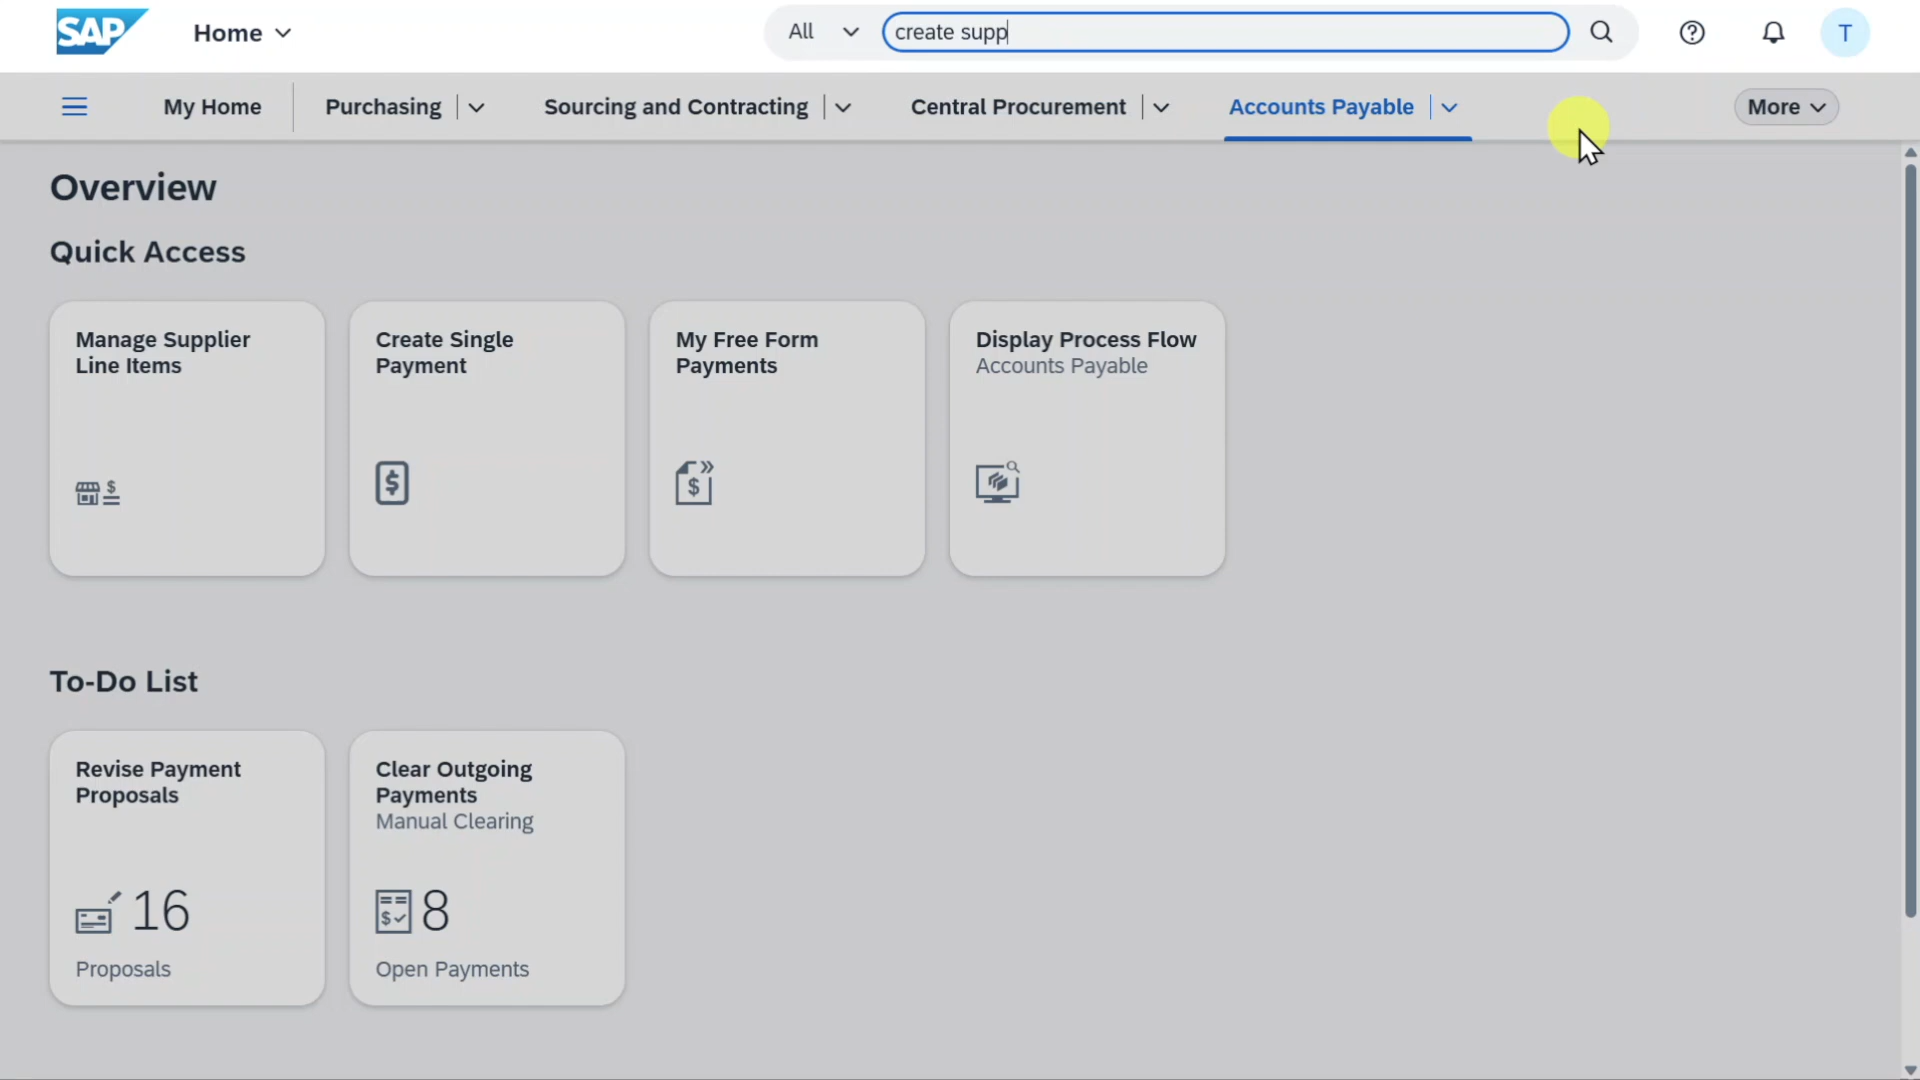 SAP Home All create supp T
My Home Purchasing Sourcing and Contracting Central Procurement Accounts Payable More
Overview
Quick Access
Manage Supplier
Line Items
Create Single
Payment
My Free Form
Payments
Display Process Flow
Accounts Payable
To-Do List
Revise Payment
Proposals
16
Proposals
Clear Outgoing
Payments
Manual Clearing
8
Open Payments